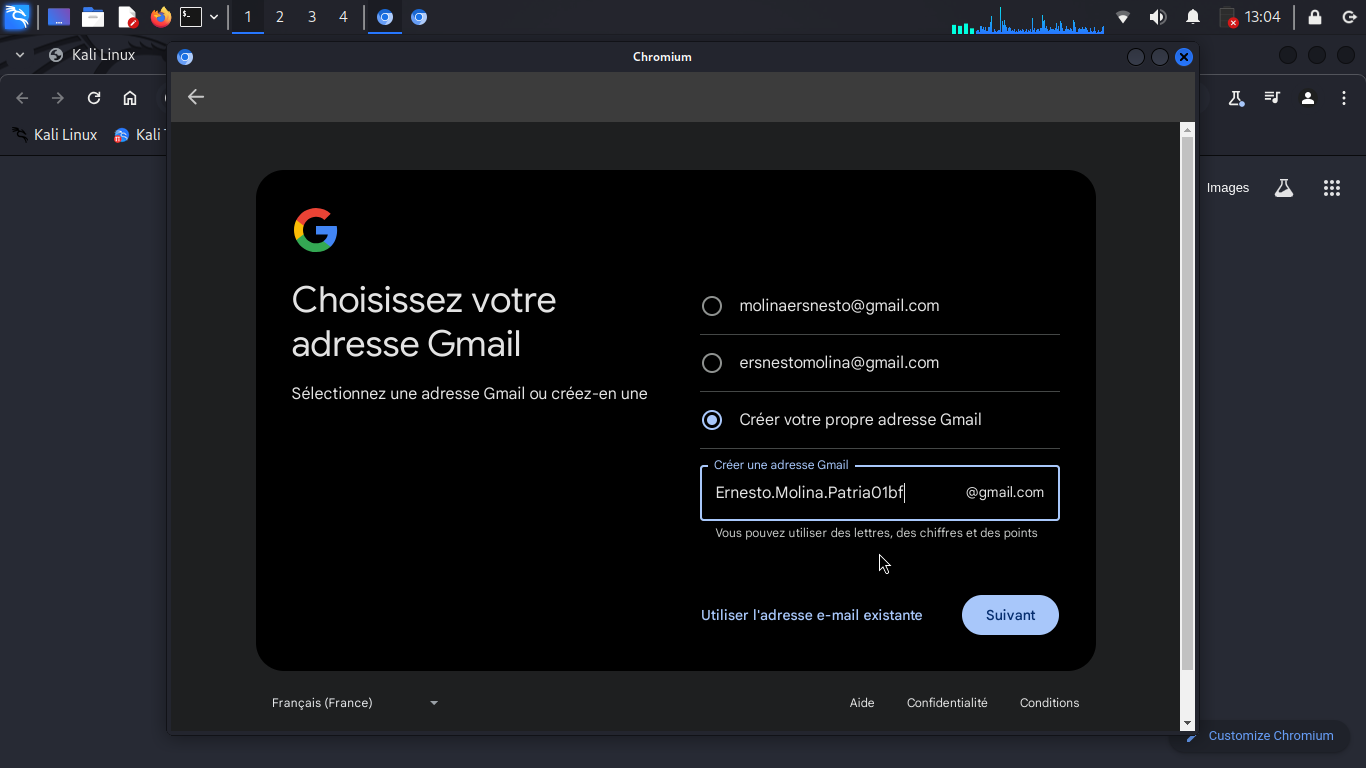 1 2 3 4
13:04
Kali Linux
Chromium
Kali Linux
Kali
Images
Choisissez votre
adresse Gmail
Sélectionnez une adresse Gmail ou créez-en une
molinaersnesto@gmail.com
ersnestomolina@gmail.com
Créer votre propre adresse Gmail
Créer une adresse Gmail
Ernesto.Molina.Patria01bf @gmail.com
Vous pouvez utiliser des lettres, des chiffres et des points
Utiliser l'adresse e-mail existante
Suivant
Français (France)
Aide Confidentialité Conditions
Customize Chromium